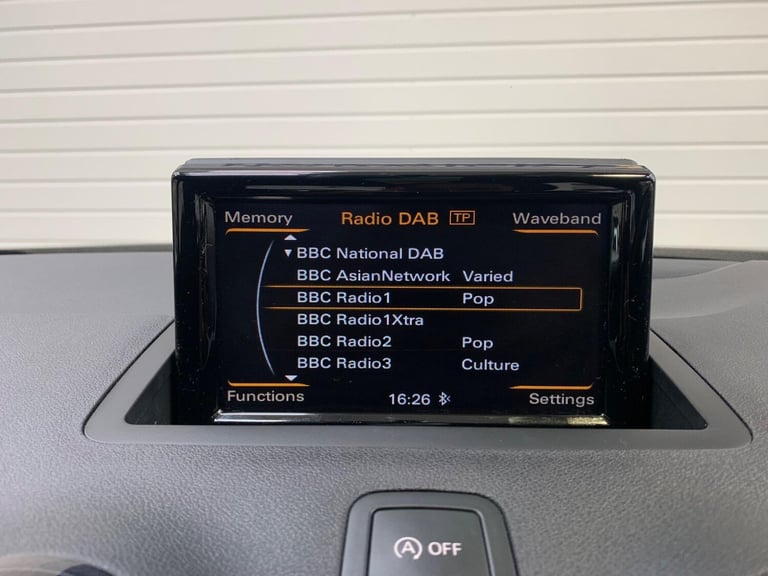 Memory Radio DAB TP Waveband
BBC National DAB
BBC AsianNetwork Varied
BBC Radio1 Pop
BBC Radio1Xtra
BBC Radio2 Pop
BBC Radio3 Culture
Functions 16:26 Settings
A OFF